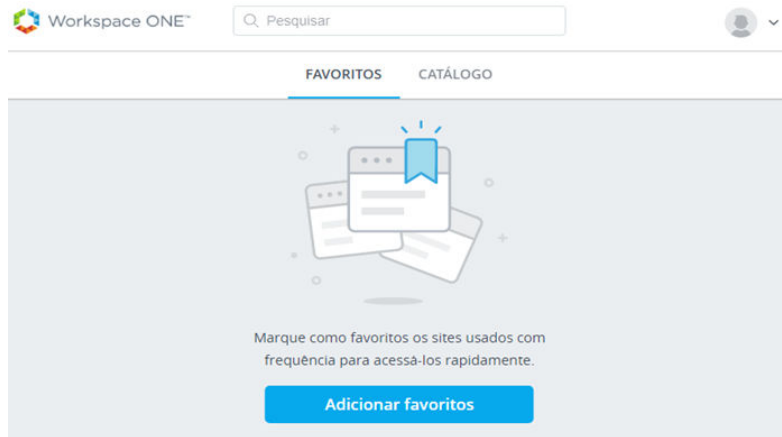 Workspace ONE™
Pesquisar
FAVORITOS
CATÁLOGO
Marque como favoritos os sites usados com
frequência para acessá-los rapidamente.
Adicionar favoritos